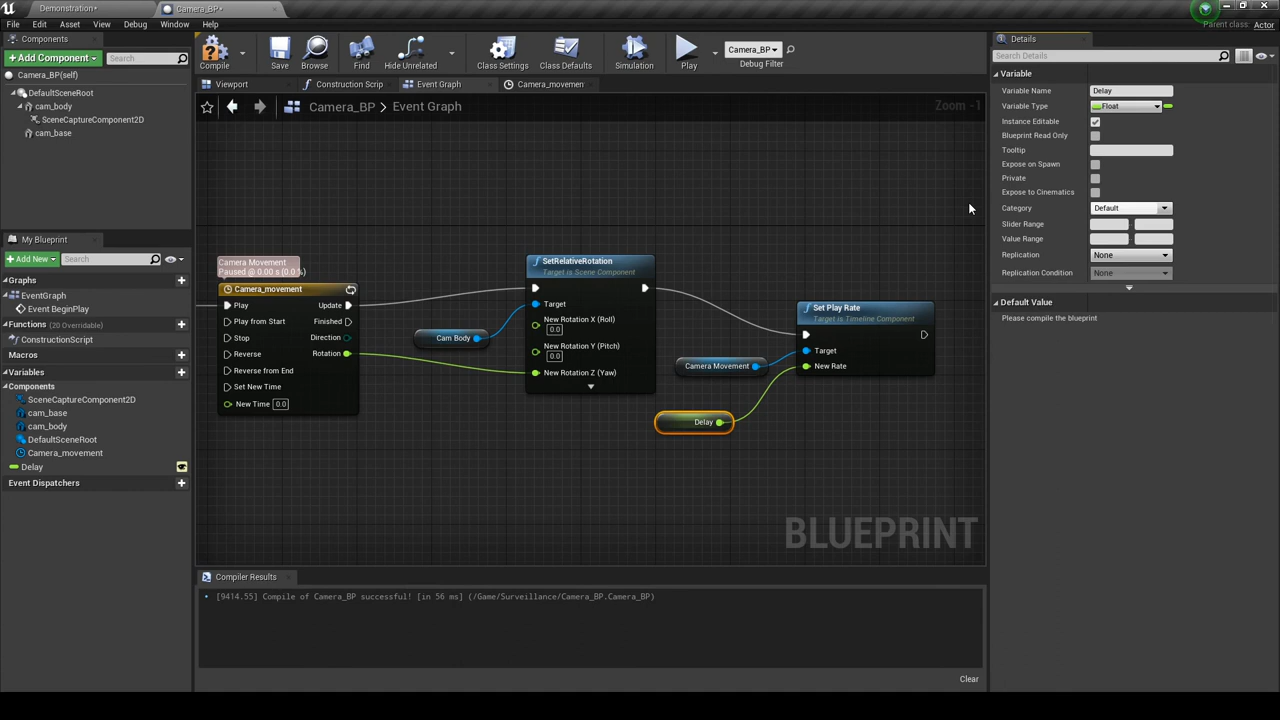 Demonstration*
Camera_BP*
File Edit Asset View Debug Window Help
Parent class: Actor
Components
+ Add Component
Search
Camera_BP(self)
DefaultSceneRoot
cam_body
SceneCaptureComponent2D
cam_base
My Blueprint
+ Add New
Search
Graphs
EventGraph
Event BeginPlay
Functions (20 Overridable)
ConstructionScript
Macros
Variables
Components
SceneCaptureComponent2D
cam_base
cam_body
DefaultSceneRoot
Camera_movement
Delay
Event Dispatchers
Compile
Save
Browse
Find
Hide Unrelated
Class Settings
Class Defaults
Simulation
Play
Camera_BP
Debug Filter
Viewport
Construction Scrip
Event Graph
Camera_movemen
Camera_BP > Event Graph
Zoom -1
Camera Movement
Paused @ 0.00 s (0.0 %)
Camera_movement
Play Update
Play from Start Finished
Stop Direction
Reverse Rotation
Reverse from End
Set New Time
New Time 0.0
Cam Body
SetRelativeRotation
Target is Scene Component
Target
New Rotation X (Roll)
0.0
New Rotation Y (Pitch)
0.0
New Rotation Z (Yaw)
Camera Movement
Delay
Set Play Rate
Target is Timeline Component
Target
New Rate
BLUEPRINT
Compiler Results
[9414.55] Compile of Camera_BP successful! [in 56 ms] (/Game/Surveillance/Camera_BP.Camera_BP)
Clear
Details
Search Details
Variable
Variable Name Delay
Variable Type Float
Instance Editable
Blueprint Read Only
Tooltip
Expose on Spawn
Private
Expose to Cinematics
Category Default
Slider Range
Value Range
Replication None
Replication Condition None
Default Value
Please compile the blueprint